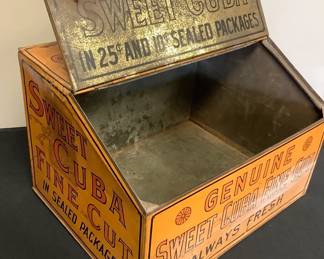 SWEET CUBA
IN 25¢ AND 10¢ SEALED PACKAGES
SWEET
CUBA
FINE CUT
IN SEALED PACKAGES
GENUINE
SWEET CUBA FINE CUT
ALWAYS FRESH